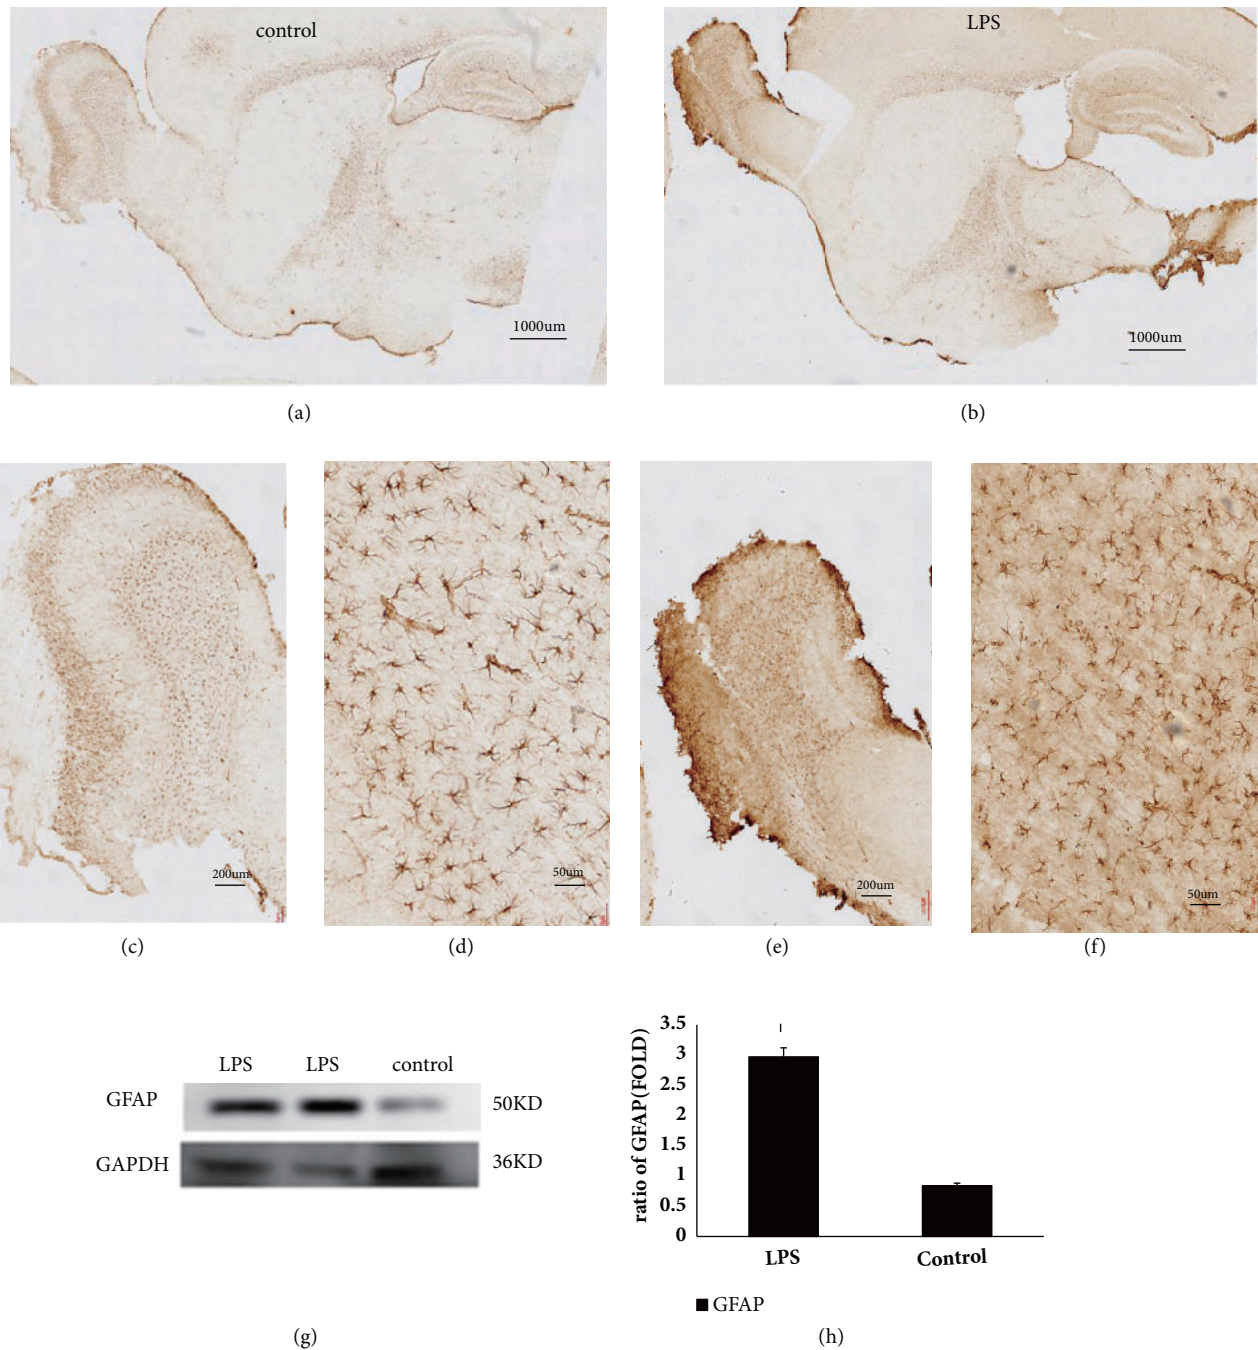 control
LPS
1000um
1000um
(a)
(b)
200um
50um
200um
50um
(c)
(d)
(e)
(f)
LPS LPS control
GFAP 50KD
GAPDH 36KD
(g)
ratio of GFAP(FOLD)
3.5
3
2.5
2
1.5
1
0.5
0
LPS Control
GFAP
(h)